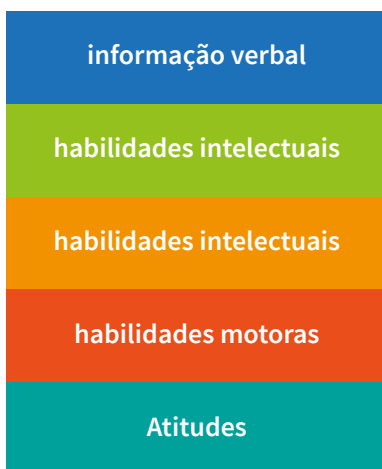 informação verbal
habilidades intelectuais
habilidades intelectuais
habilidades motoras
Atitudes